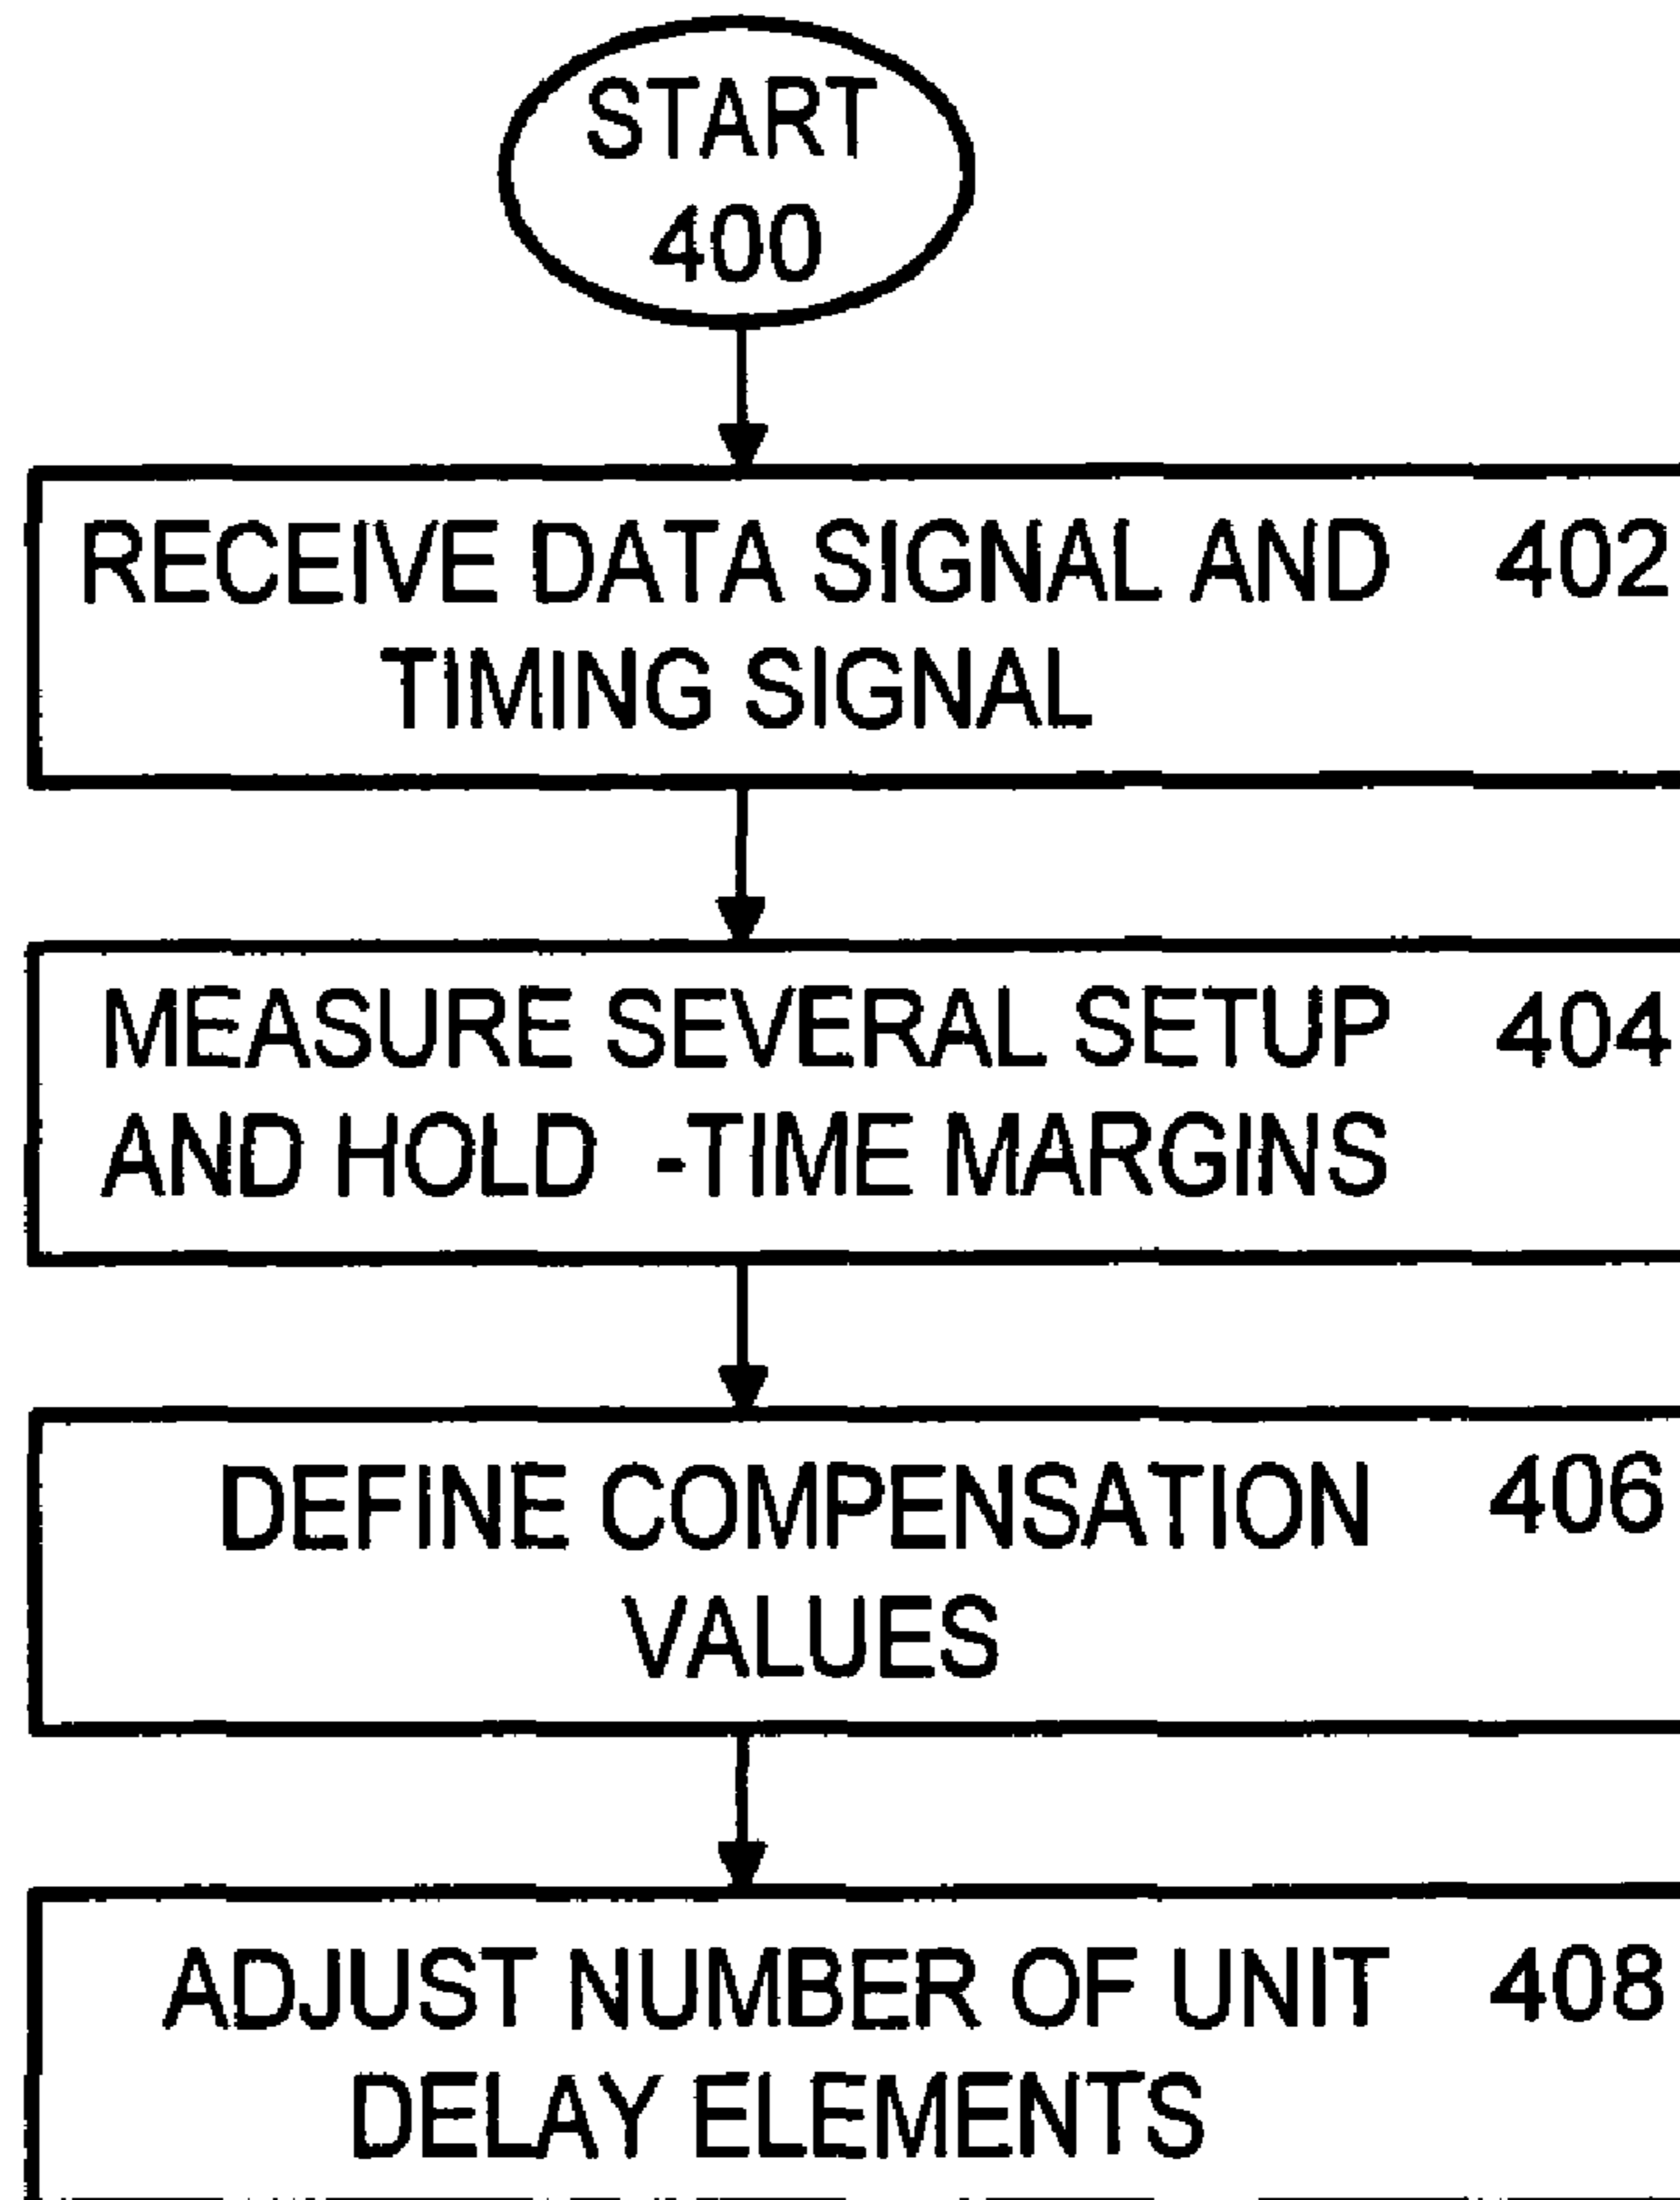 START
400
RECEIVE DATA SIGNAL AND 402
TIMING SIGNAL
MEASURE SEVERAL SETUP 404
AND HOLD -TIME MARGINS
DEFINE COMPENSATION 406
VALUES
ADJUST NUMBER OF UNIT 408
DELAY ELEMENTS